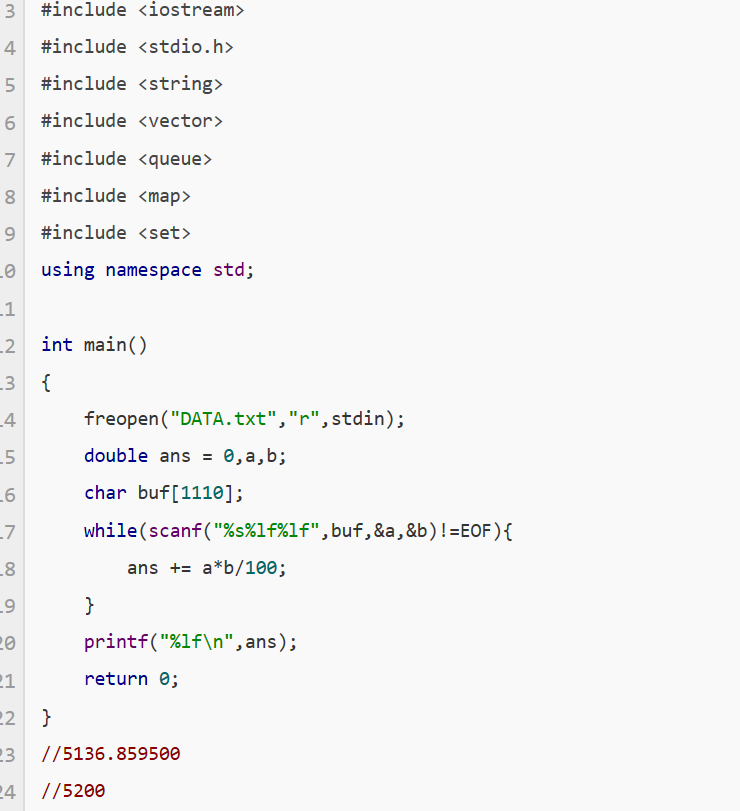 3 #include <iostream>
4 #include <stdio.h>
5 #include <string>
6 #include <vector>
7 #include <queue>
8 #include <map>
9 #include <set>
10 using namespace std;
11
12 int main()
13 {
14     freopen("DATA.txt","r",stdin);
15     double ans = 0,a,b;
16     char buf[1110];
17     while(scanf("%s%lf%lf",buf,&a,&b)!=EOF){
18         ans += a*b/100;
19     }
20     printf("%lf\n",ans);
21     return 0;
22 }
23 //5136.859500
24 //5200